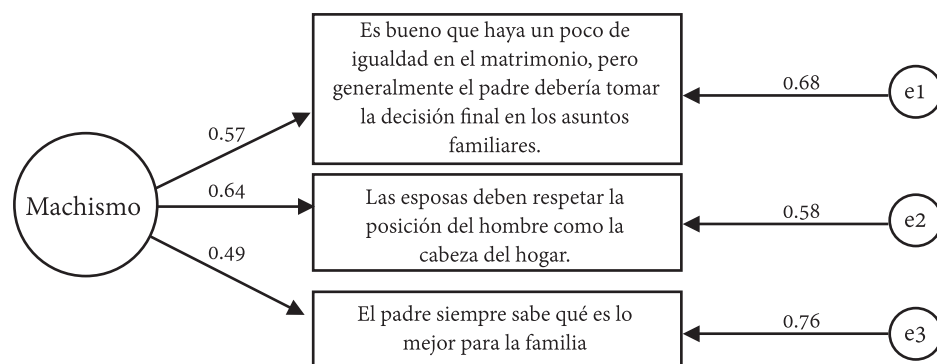 Es bueno que haya un poco de
igualdad en el matrimonio, pero
generalmente el padre debería tomar
la decisión final en los asuntos
familiares.
0.68
e1
0.57
Machismo
0.64
Las esposas deben respetar la
posición del hombre como la
cabeza del hogar.
0.58
e2
0.49
El padre siempre sabe qué es lo
mejor para la familia
0.76
e3